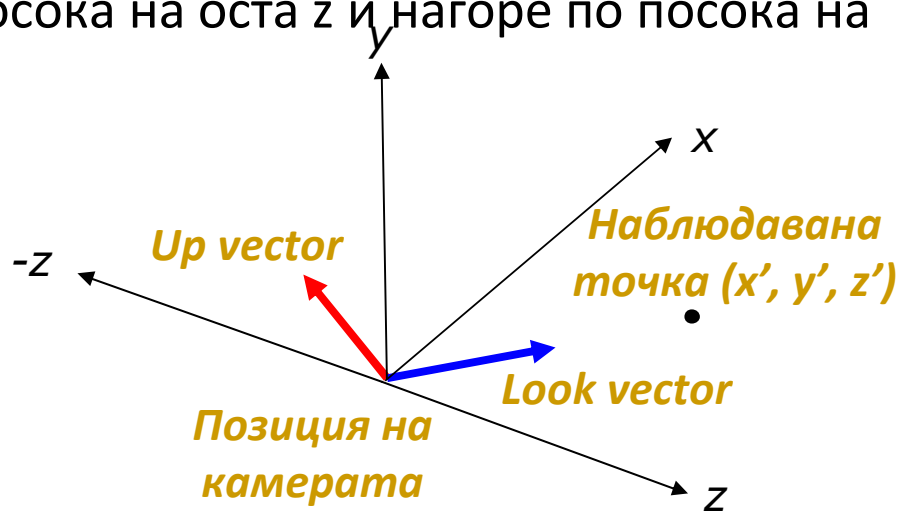 осока на оста z и нагоре по посока на
y
x
Наблюдавана
точка (x’, y’, z’)
Up vector
-z
Look vector
Позиция на
камерата
z